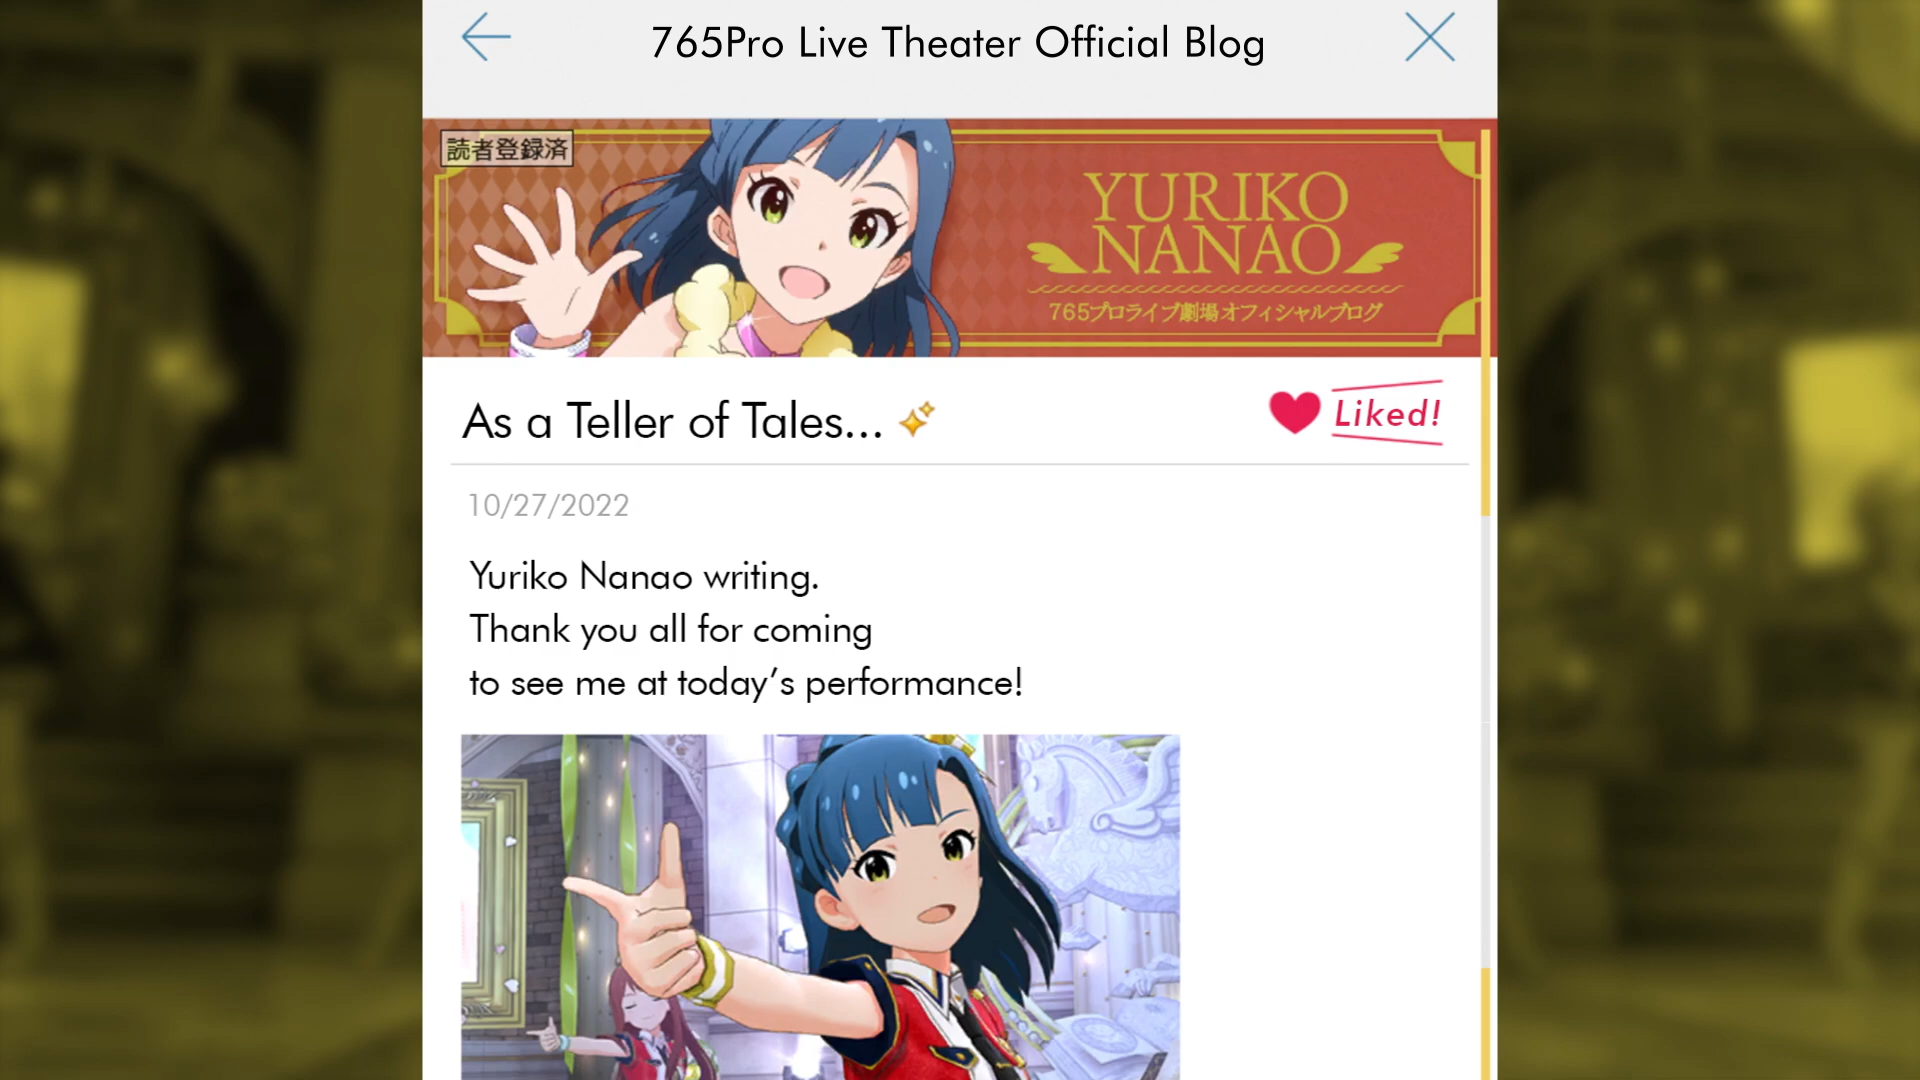 765Pro Live Theater Official Blog
読者登録済
YURIKO
NANAO
765プロライブ劇場オフィシャルブログ
As a Teller of Tales...
Liked!
10/27/2022
Yuriko Nanao writing.
Thank you all for coming
to see me at today’s performance!